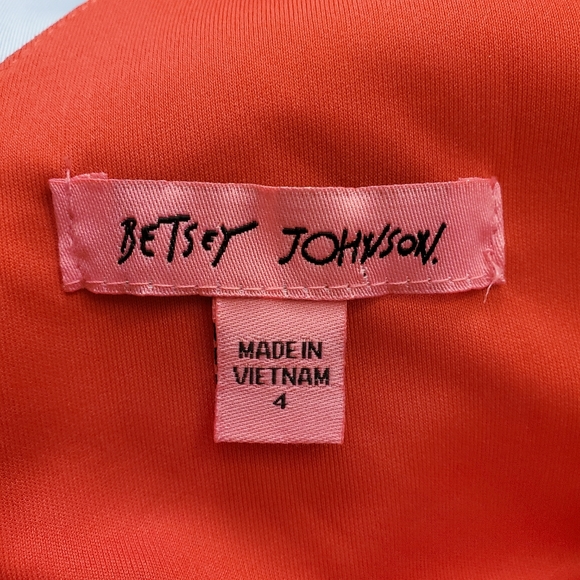 BETSEY JOHNSON.
MADE IN
VIETNAM
4